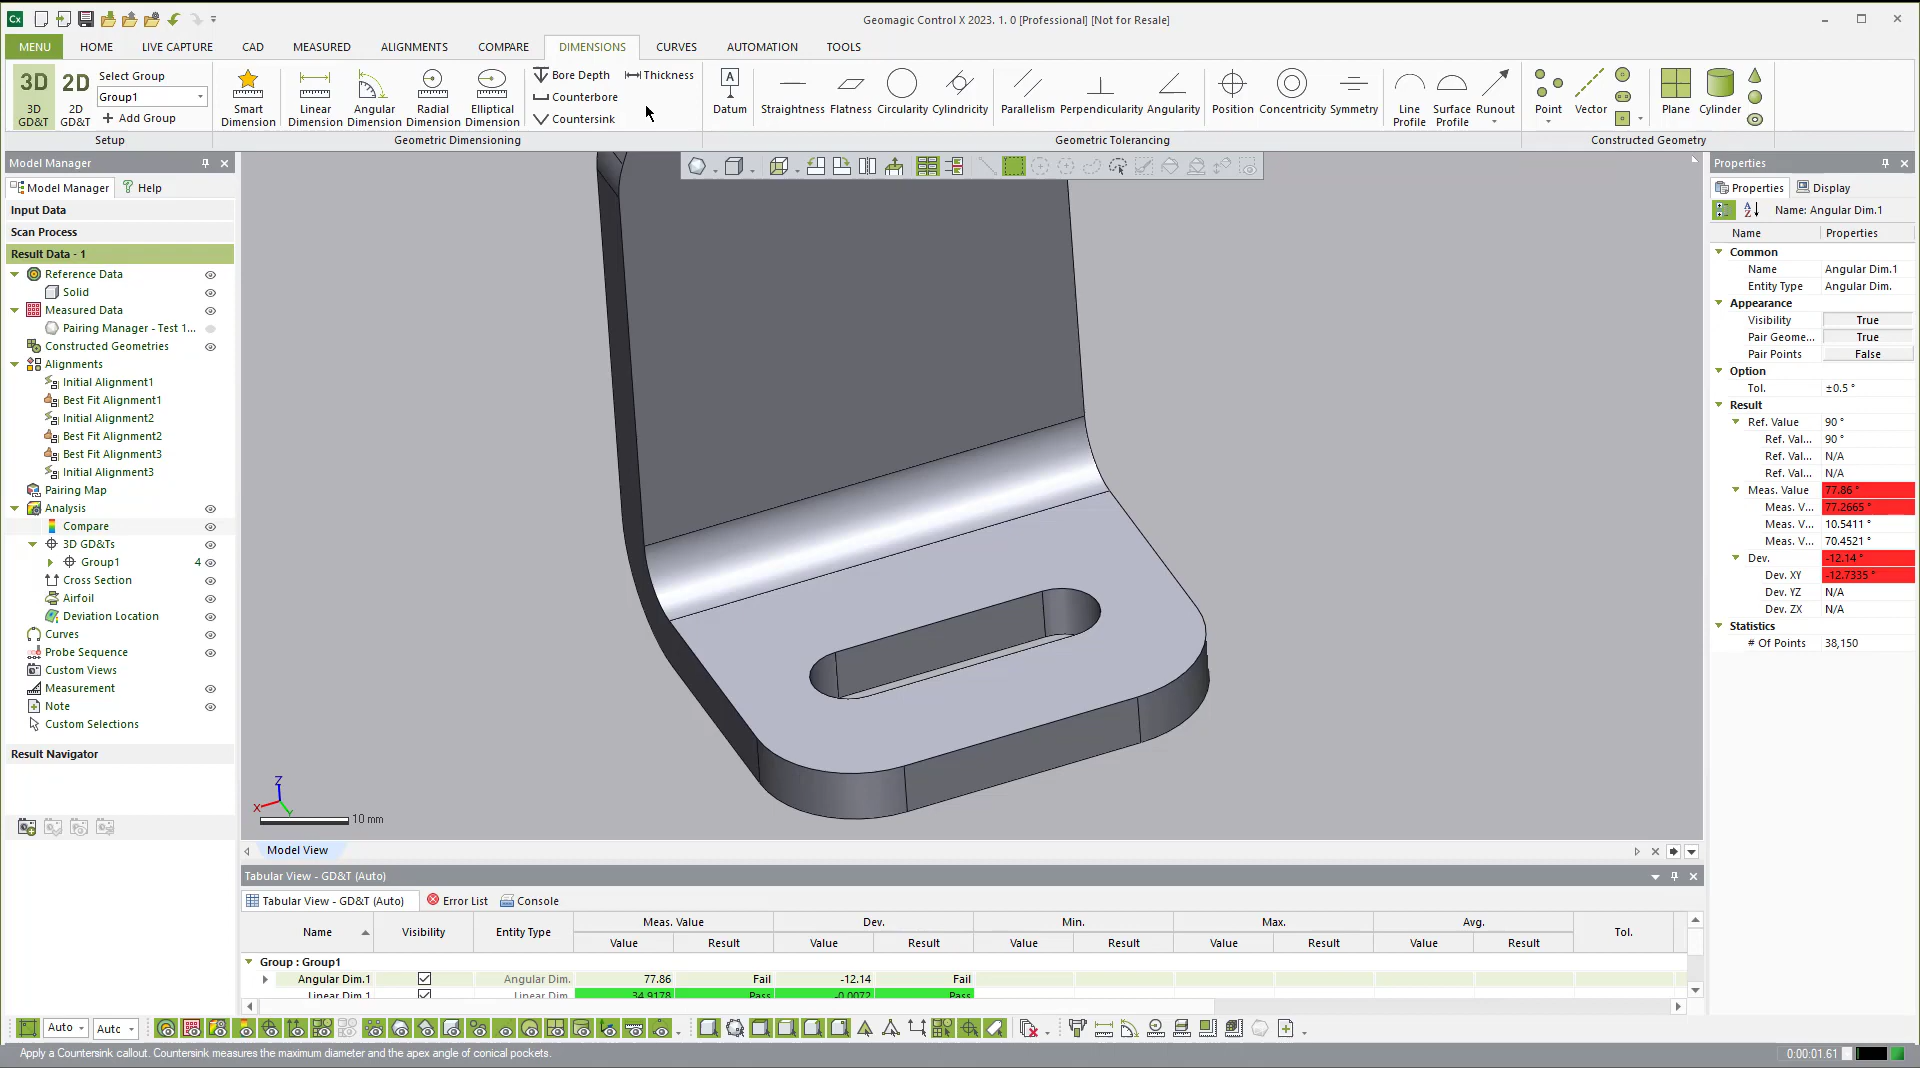 Cx
Geomagic Control X 2023. 1. 0 [Professional] [Not for Resale]
MENU HOME LIVE CAPTURE CAD MEASURED ALIGNMENTS COMPARE DIMENSIONS CURVES AUTOMATION TOOLS
3D 3D GD&T
2D 2D GD&T
Select Group
Group1
Add Group
Setup
Smart Dimension
Linear Dimension
Angular Dimension
Radial Dimension
Elliptical Dimension
Bore Depth
Counterbore
Countersink
Thickness
Geometric Dimensioning
A Datum
Straightness Flatness Circularity Cylindricity Parallelism Perpendicularity Angularity Position Concentricity Symmetry
Line Profile
Surface Profile
Runout
Geometric Tolerancing
Point Vector Plane Cylinder
Constructed Geometry
Model Manager
Model Manager Help
Input Data
Scan Process
Result Data - 1
Reference Data
Solid
Measured Data
Pairing Manager - Test 1...
Constructed Geometries
Alignments
Initial Alignment1
Best Fit Alignment1
Initial Alignment2
Best Fit Alignment2
Best Fit Alignment3
Initial Alignment3
Pairing Map
Analysis
Compare
3D GD&Ts
Group1 4
Cross Section
Airfoil
Deviation Location
Curves
Probe Sequence
Custom Views
Measurement
Note
Custom Selections
Result Navigator
Z
X
Y
10 mm
Model View
Properties
Properties Display
Name: Angular Dim.1
Name Properties
Common
Name Angular Dim.1
Entity Type Angular Dim.
Appearance
Visibility True
Pair Geome... True
Pair Points False
Option
Tol. ±0.5 °
Result
Ref. Value 90 °
Ref. Val... 90 °
Ref. Val... N/A
Ref. Val... N/A
Meas. Value 77.86 °
Meas. V... 77.2665 °
Meas. V... 10.5411 °
Meas. V... 70.4521 °
Dev. -12.14 °
Dev. XY -12.7335 °
Dev. YZ N/A
Dev. ZX N/A
Statistics
# Of Points 38,150
Tabular View - GD&T (Auto)
Tabular View - GD&T (Auto) Error List Console
Name Visibility Entity Type Meas. Value Dev. Min. Max. Avg. Tol.
Value Result Value Result Value Result Value Result Value Result
Group : Group1
Angular Dim.1 Angular Dim. 77.86 Fail -12.14 Fail
Linear Dim.1 Linear Dim. 34.9178 Pass -0.0072 Pass
Auto Autc
Apply a Countersink callout. Countersink measures the maximum diameter and the apex angle of conical pockets.
0:00:01.61